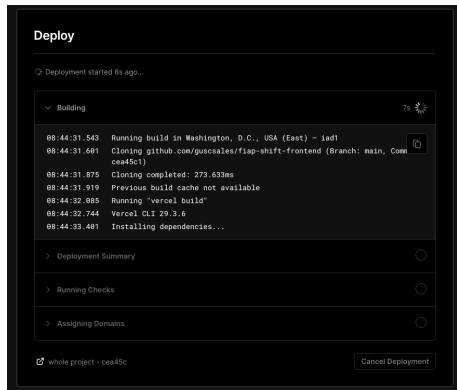 Deploy
Deployment started 8s ago...
Building
7s
08:44:31.543 Running build in Washington, D.C., USA (East) – iad1
08:44:31.601 Cloning github.com/guscsales/fiap-shift-frontend (Branch: main, Comm
cea45c1)
08:44:31.875 Cloning completed: 273.633ms
08:44:31.919 Previous build cache not available
08:44:32.085 Running "vercel build"
08:44:32.744 Vercel CLI 29.3.6
08:44:33.401 Installing dependencies...
Deployment Summary
Running Checks
Assigning Domains
whole project - cea45c
Cancel Deployment